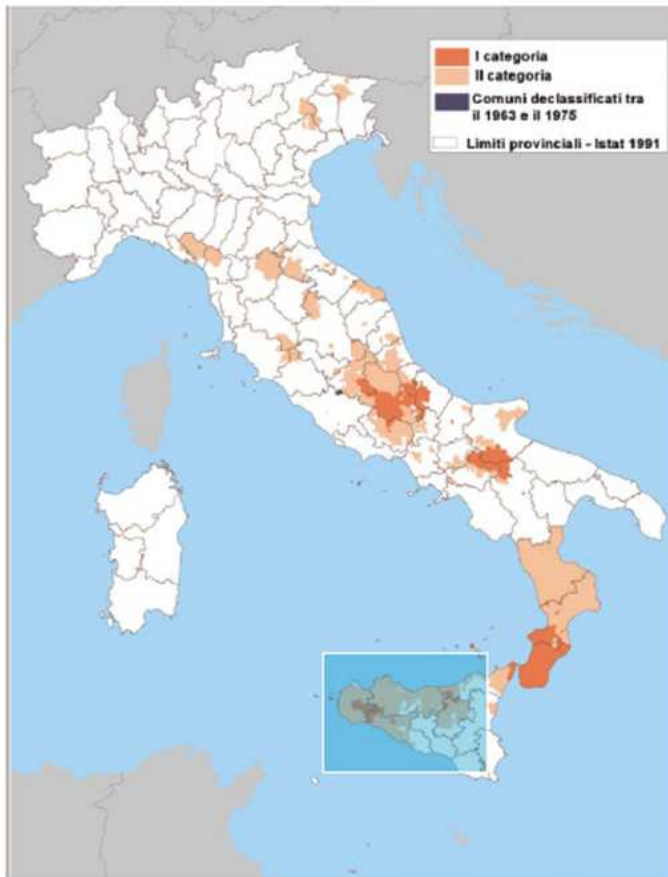 I categoria
II categoria
Comuni declassificati tra
il 1963 e il 1975
Limiti provinciali - Istat 1991